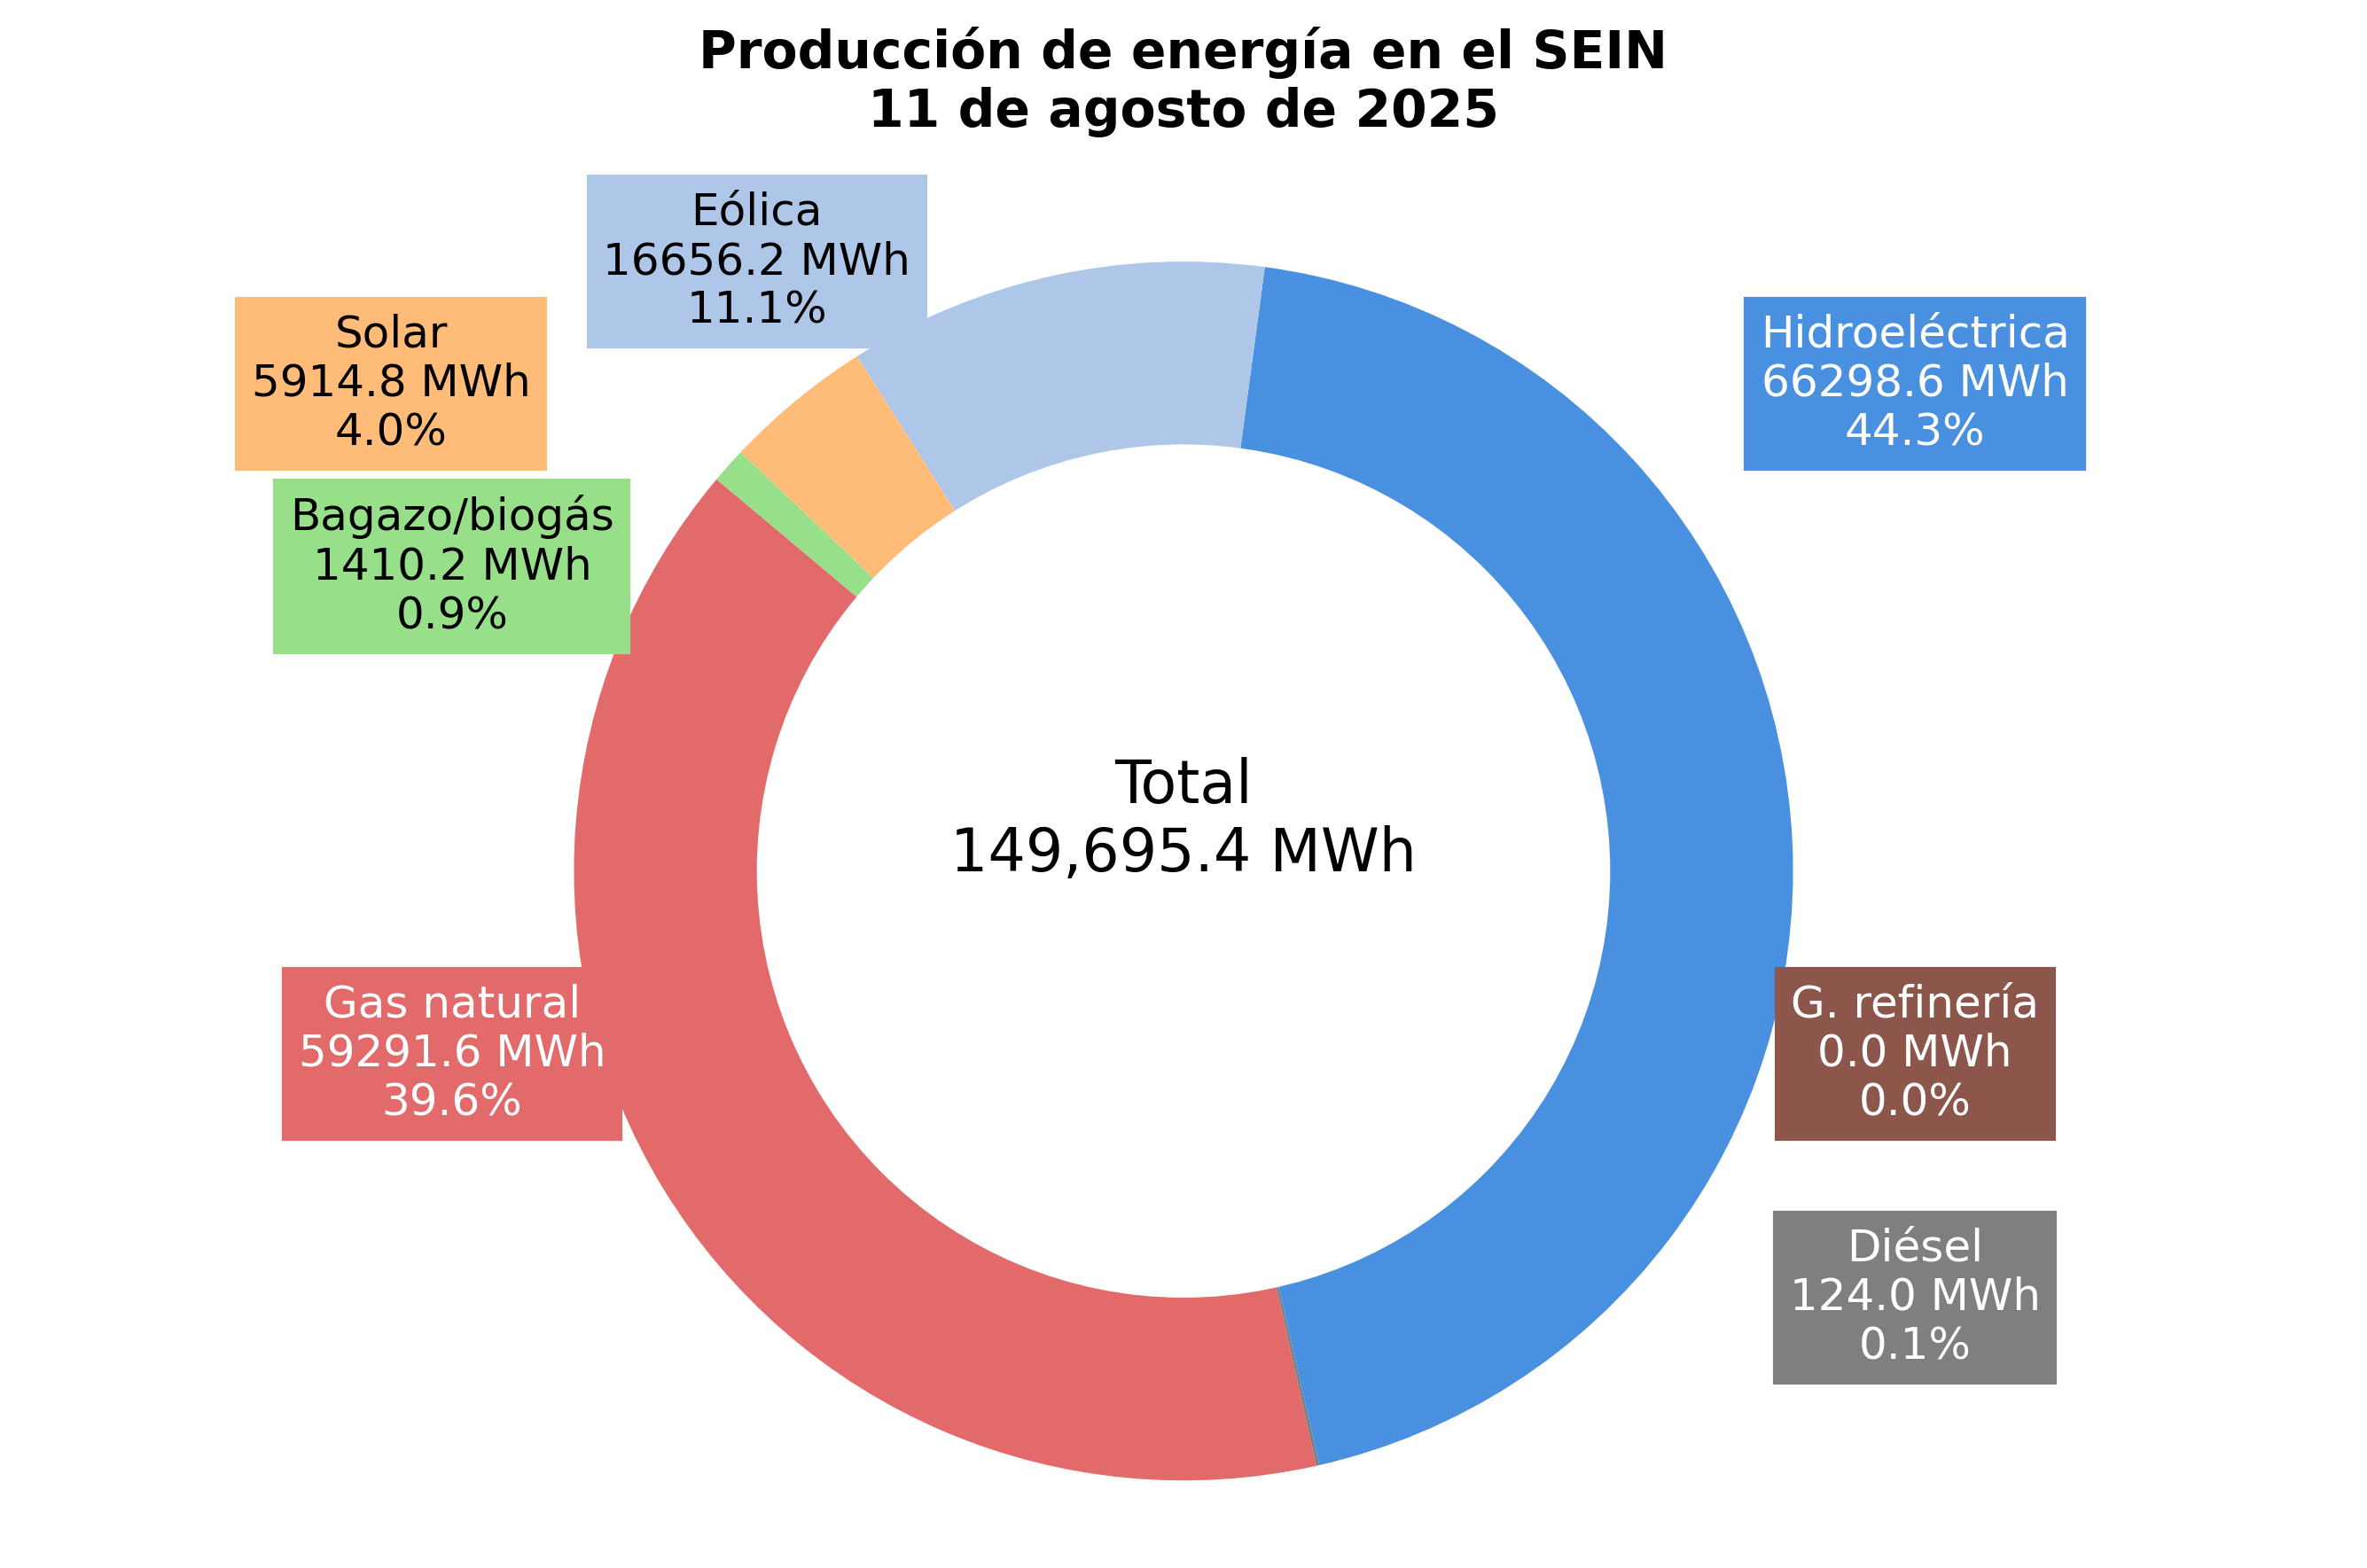 Producción de energía en el SEIN
11 de agosto de 2025
Eólica
16656.2 MWh
11.1%
Solar
5914.8 MWh
4.0%
Hidroeléctrica
66298.6 MWh
44.3%
Bagazo/biogás
1410.2 MWh
0.9%
Total
149,695.4 MWh
Gas natural
59291.6 MWh
39.6%
G. refinería
0.0 MWh
0.0%
Diésel
124.0 MWh
0.1%